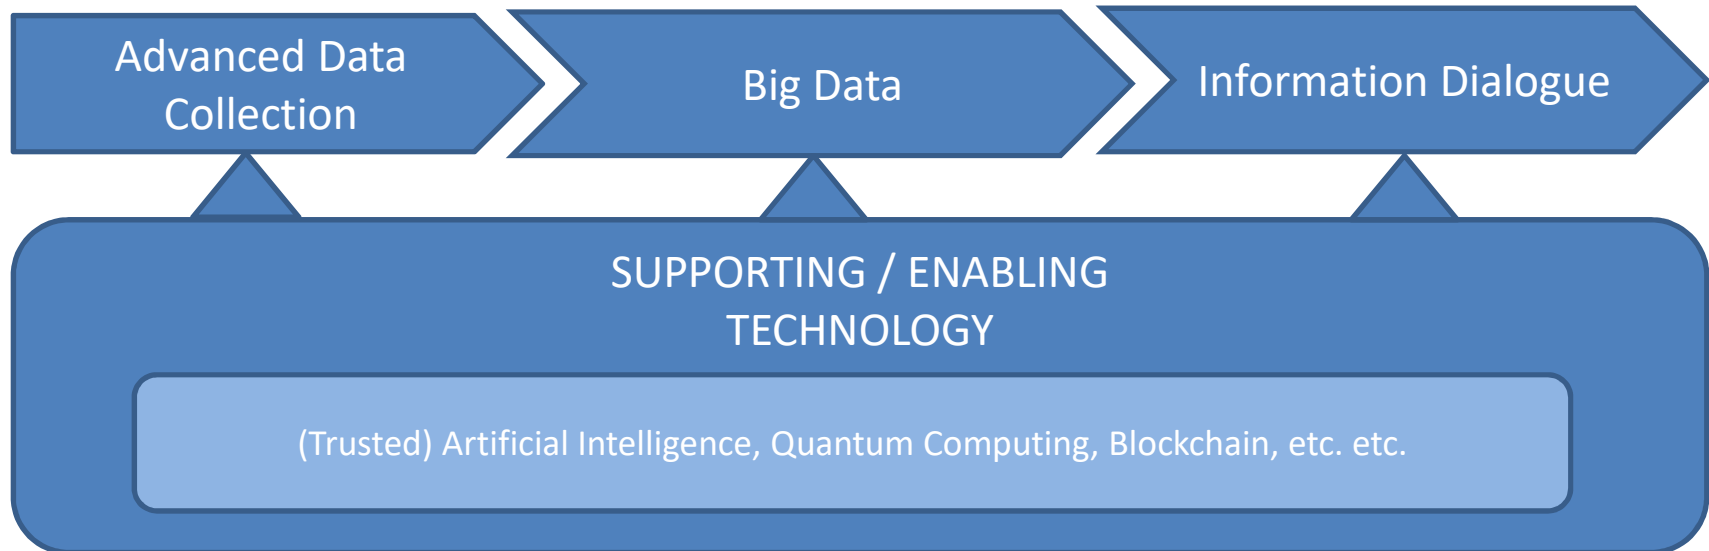 Advanced Data
Collection
Big Data
Information Dialogue
SUPPORTING / ENABLING
TECHNOLOGY
(Trusted) Artificial Intelligence, Quantum Computing, Blockchain, etc. etc.